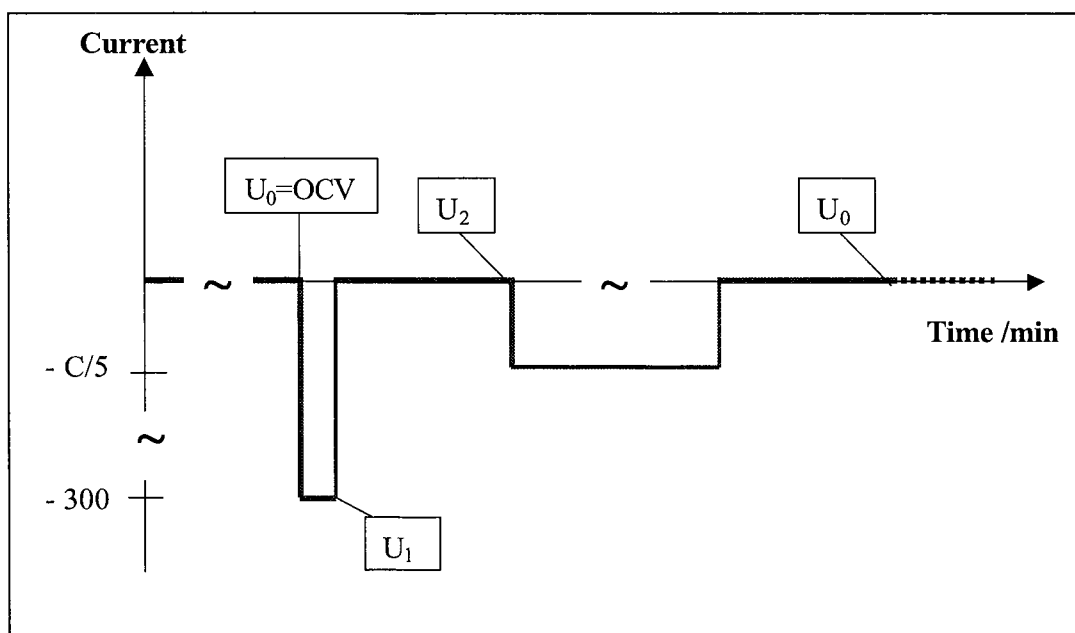 Current
U₀=OCV
U₂
U₀
Time /min
- C/5
- 300
U₁